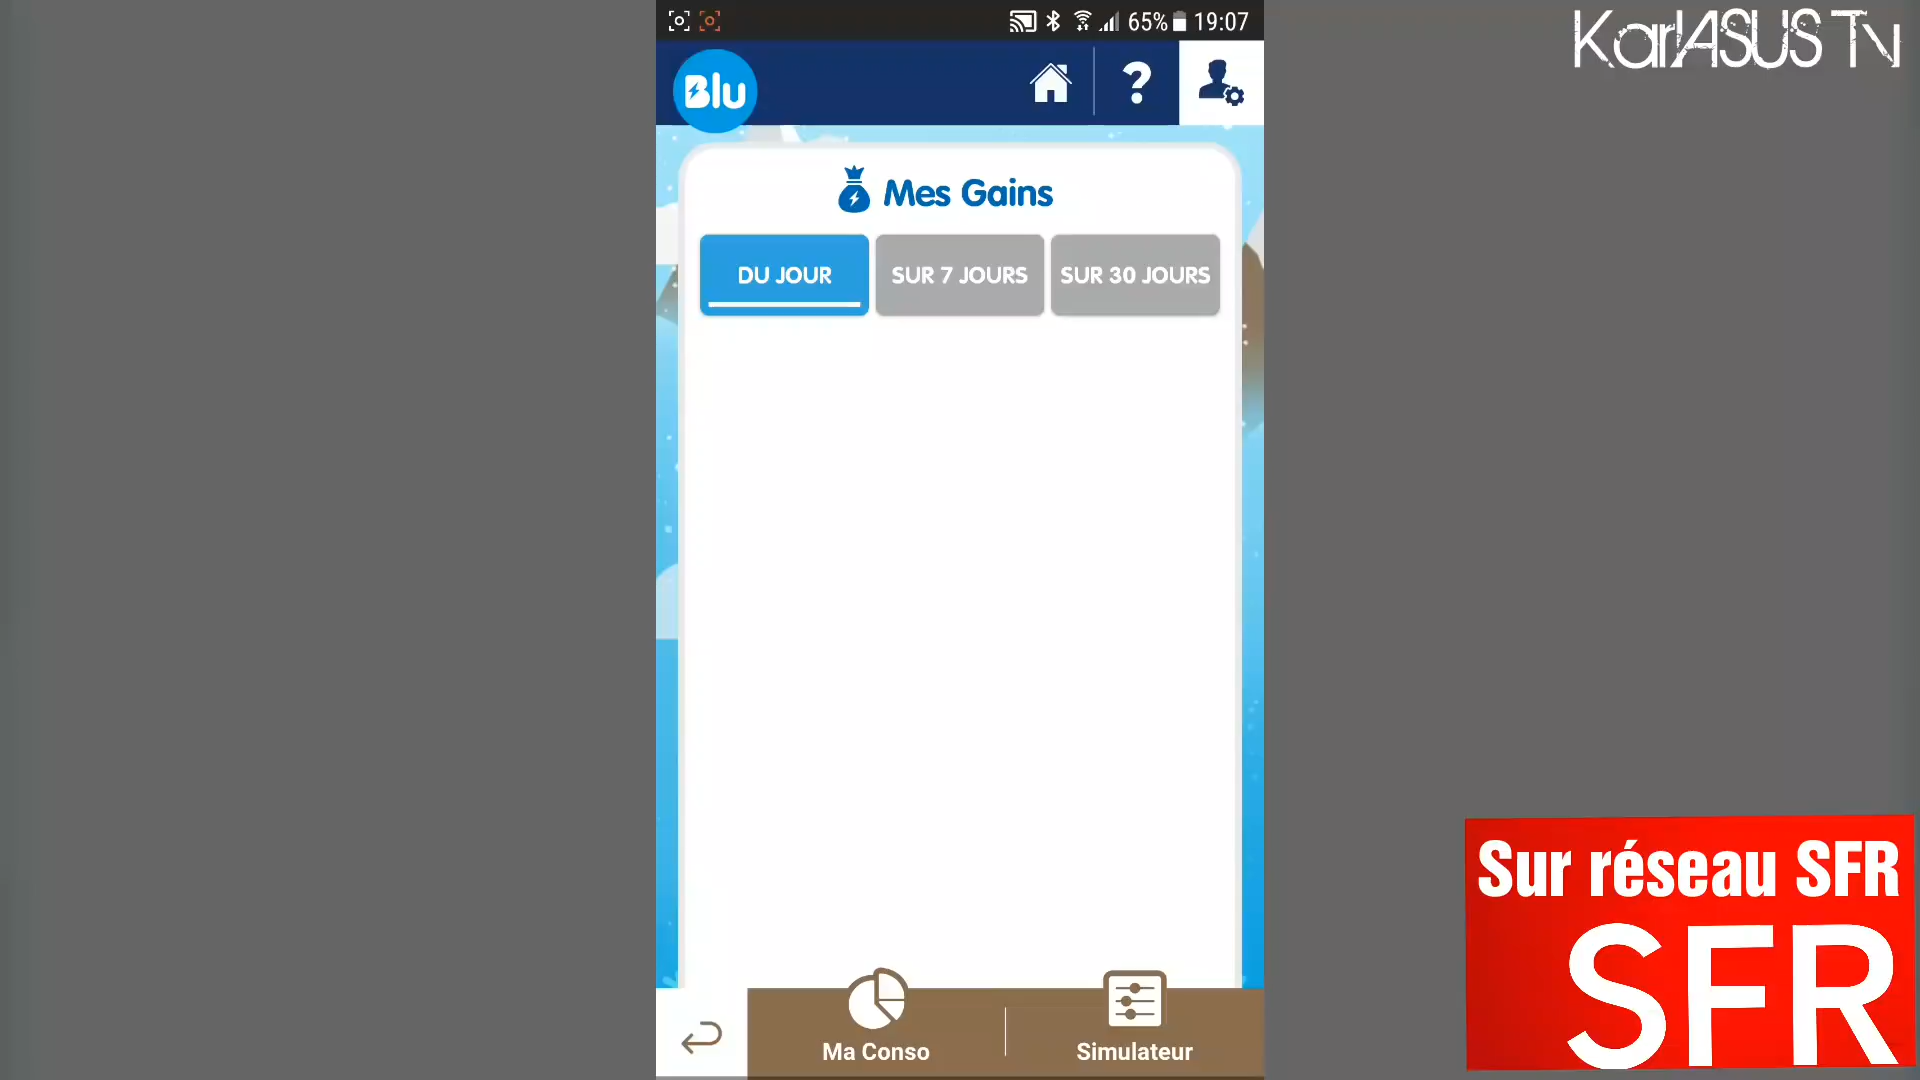 65% 19:07
KarlASUS Tv
Blu
?
Mes Gains
DU JOUR
SUR 7 JOURS
SUR 30 JOURS
Ma Conso
Simulateur
Sur réseau SFR
SFR